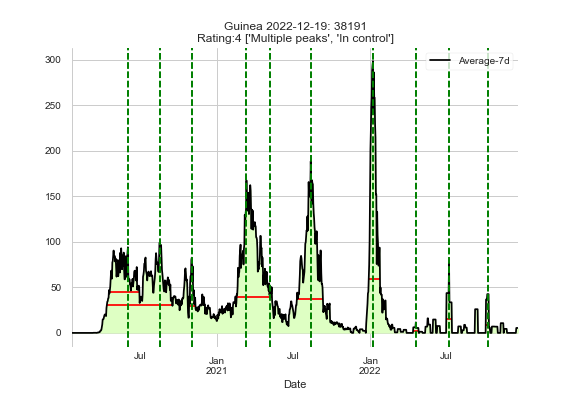 Guinea 2022-12-19: 38191
Rating:4 ['Multiple peaks', 'In control']
Average-7d
300
250
200
150
100
50
0
Jul
Jan
2021
Jul
Jan
2022
Jul
Date